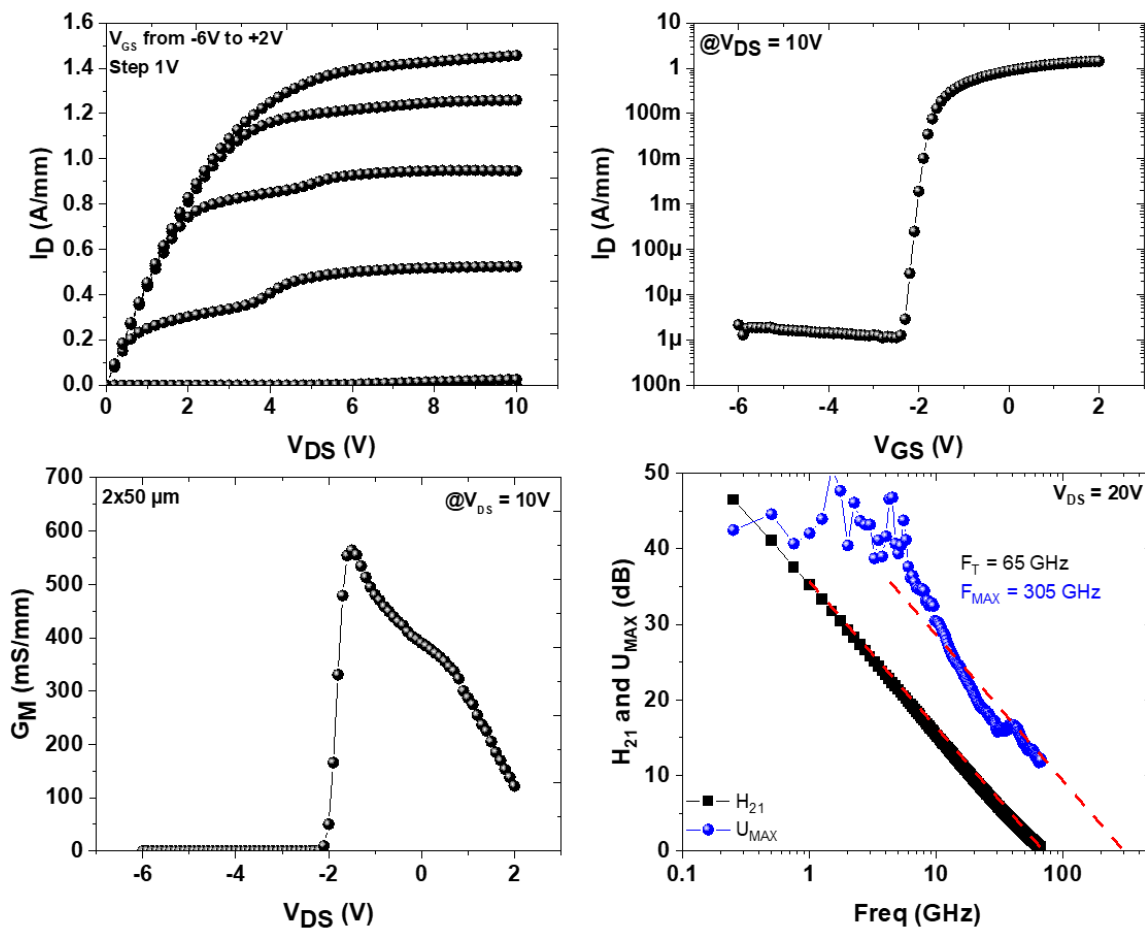 V_GS from -6V to +2V
Step 1V
1.6
1.4
1.2
1.0
0.8
0.6
0.4
0.2
0.0
I_D (A/mm)
0 2 4 6 8 10
V_DS (V)
@V_DS = 10V
10
1
100m
10m
1m
100µ
10µ
1µ
100n
I_D (A/mm)
-6 -4 -2 0 2
V_GS (V)
2x50 µm @V_DS = 10V
700
600
500
400
300
200
100
0
G_M (mS/mm)
-6 -4 -2 0 2
V_DS (V)
V_DS = 20V
F_T = 65 GHz
F_MAX = 305 GHz
50
40
30
20
10
0
H_21 and U_MAX (dB)
H_21
U_MAX
0.1 1 10 100
Freq (GHz)